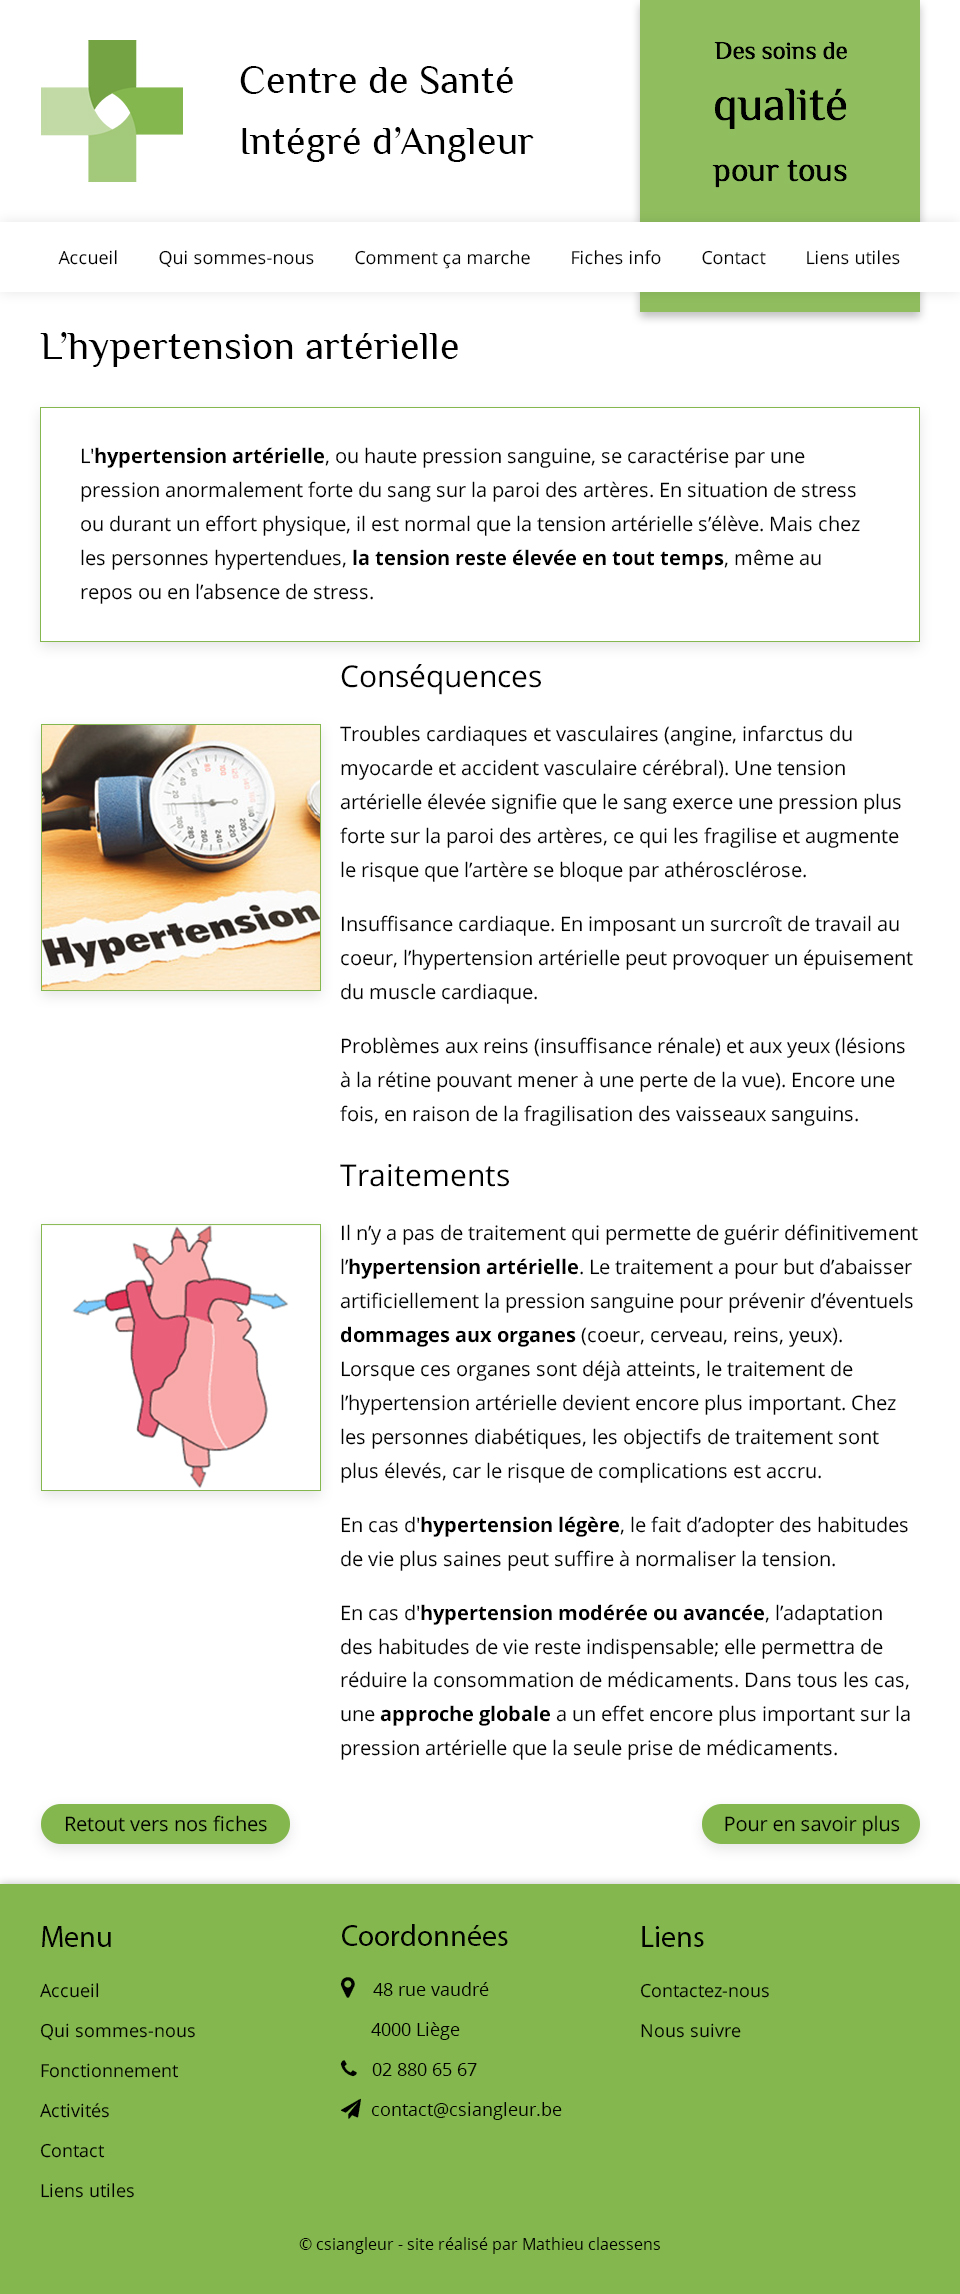 Centre de Santé
Intégré d’Angleur
Des soins de
qualité
pour tous
Accueil
Qui sommes-nous
Comment ça marche
Fiches info
Contact
Liens utiles
L’hypertension artérielle
L'hypertension artérielle, ou haute pression sanguine, se caractérise par une
pression anormalement forte du sang sur la paroi des artères. En situation de stress
ou durant un effort physique, il est normal que la tension artérielle s’élève. Mais chez
les personnes hypertendues, la tension reste élevée en tout temps, même au
repos ou en l’absence de stress.
Conséquences
Hypertension
Troubles cardiaques et vasculaires (angine, infarctus du
myocarde et accident vasculaire cérébral). Une tension
artérielle élevée signifie que le sang exerce une pression plus
forte sur la paroi des artères, ce qui les fragilise et augmente
le risque que l’artère se bloque par athérosclérose.
Insuffisance cardiaque. En imposant un surcroît de travail au
coeur, l’hypertension artérielle peut provoquer un épuisement
du muscle cardiaque.
Problèmes aux reins (insuffisance rénale) et aux yeux (lésions
à la rétine pouvant mener à une perte de la vue). Encore une
fois, en raison de la fragilisation des vaisseaux sanguins.
Traitements
Il n’y a pas de traitement qui permette de guérir définitivement
l’hypertension artérielle. Le traitement a pour but d’abaisser
artificiellement la pression sanguine pour prévenir d’éventuels
dommages aux organes (coeur, cerveau, reins, yeux).
Lorsque ces organes sont déjà atteints, le traitement de
l’hypertension artérielle devient encore plus important. Chez
les personnes diabétiques, les objectifs de traitement sont
plus élevés, car le risque de complications est accru.
En cas d'hypertension légère, le fait d’adopter des habitudes
de vie plus saines peut suffire à normaliser la tension.
En cas d'hypertension modérée ou avancée, l’adaptation
des habitudes de vie reste indispensable; elle permettra de
réduire la consommation de médicaments. Dans tous les cas,
une approche globale a un effet encore plus important sur la
pression artérielle que la seule prise de médicaments.
Retout vers nos fiches
Pour en savoir plus
Menu
Accueil
Qui sommes-nous
Fonctionnement
Activités
Contact
Liens utiles
Coordonnées
48 rue vaudré
4000 Liège
02 880 65 67
contact@csiangleur.be
Liens
Contactez-nous
Nous suivre
© csiangleur - site réalisé par Mathieu claessens